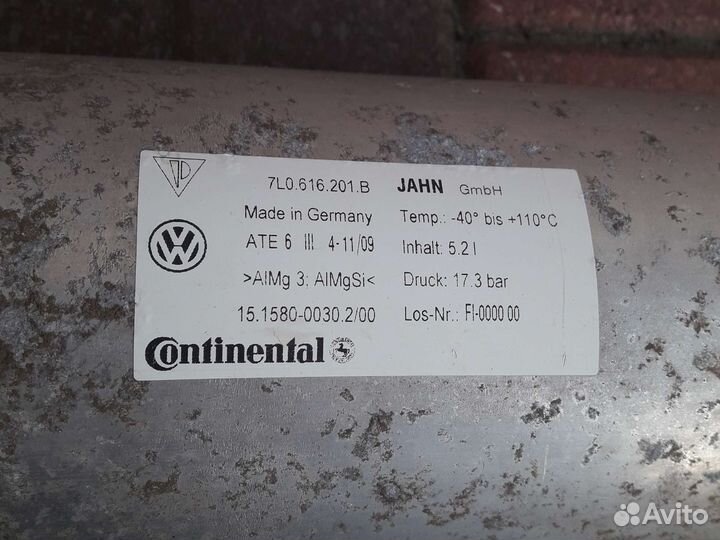 7L0.616.201.B JAHN GmbH
Made in Germany Temp.: -40° bis +110°C
ATE 6 III 4-11/09 Inhalt: 5.2 l
>AlMg 3; AlMgSi< Druck: 17.3 bar
15.1580-0030.2/00 Los-Nr.: FI-0000 00
Continental
Avito